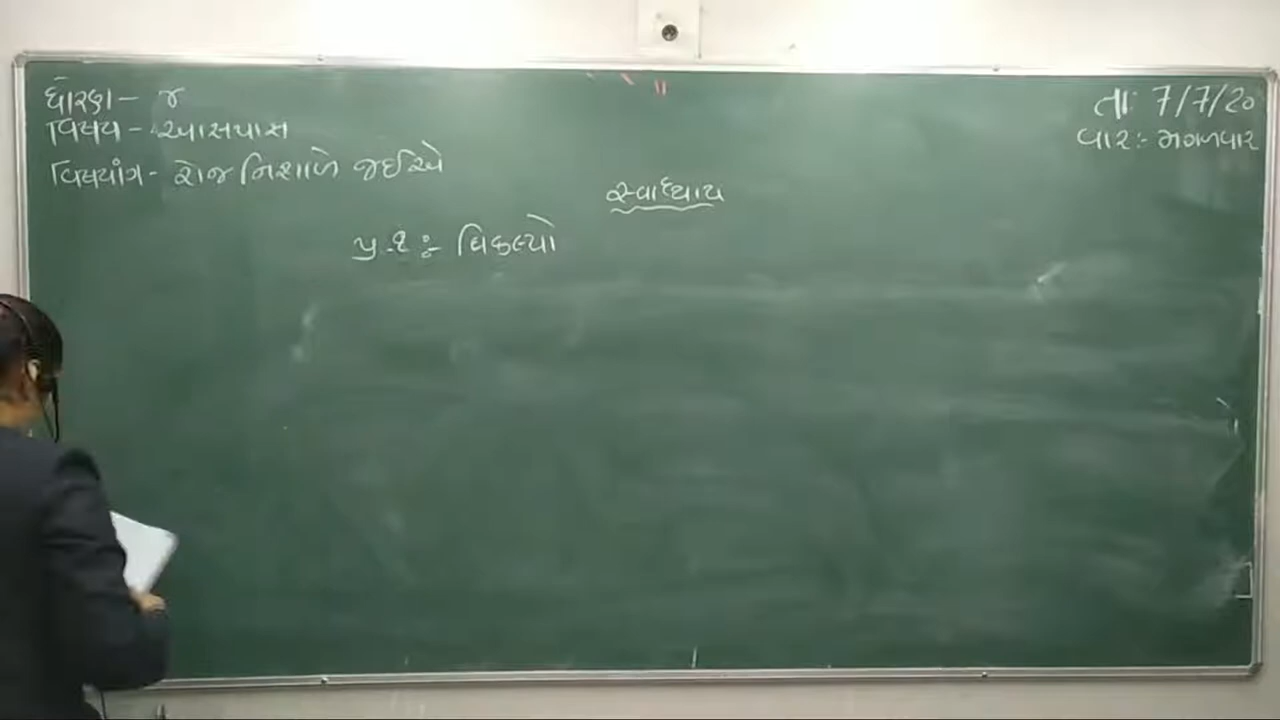 ધોરણ- ૪
વિષય - આસપાસ
વિષયાંગ- રોજ નિશાળે જઈએ
તા: 7/7/20
વાર:- મંગળવાર
સ્વાધ્યાય
પ્ર.૧ :- વિકલ્પો